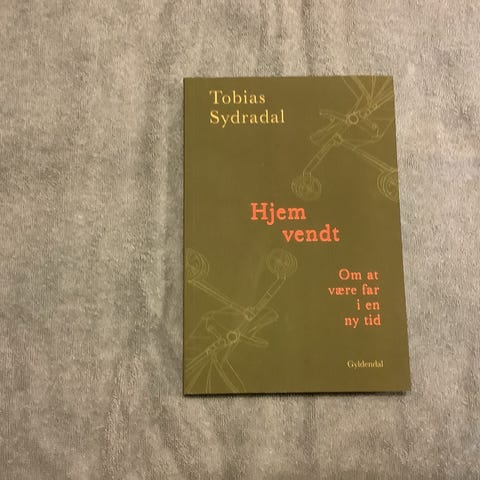 Tobias
Sydradal
Hjem
vendt
Om at
være far
i en
ny tid
Gyldendal